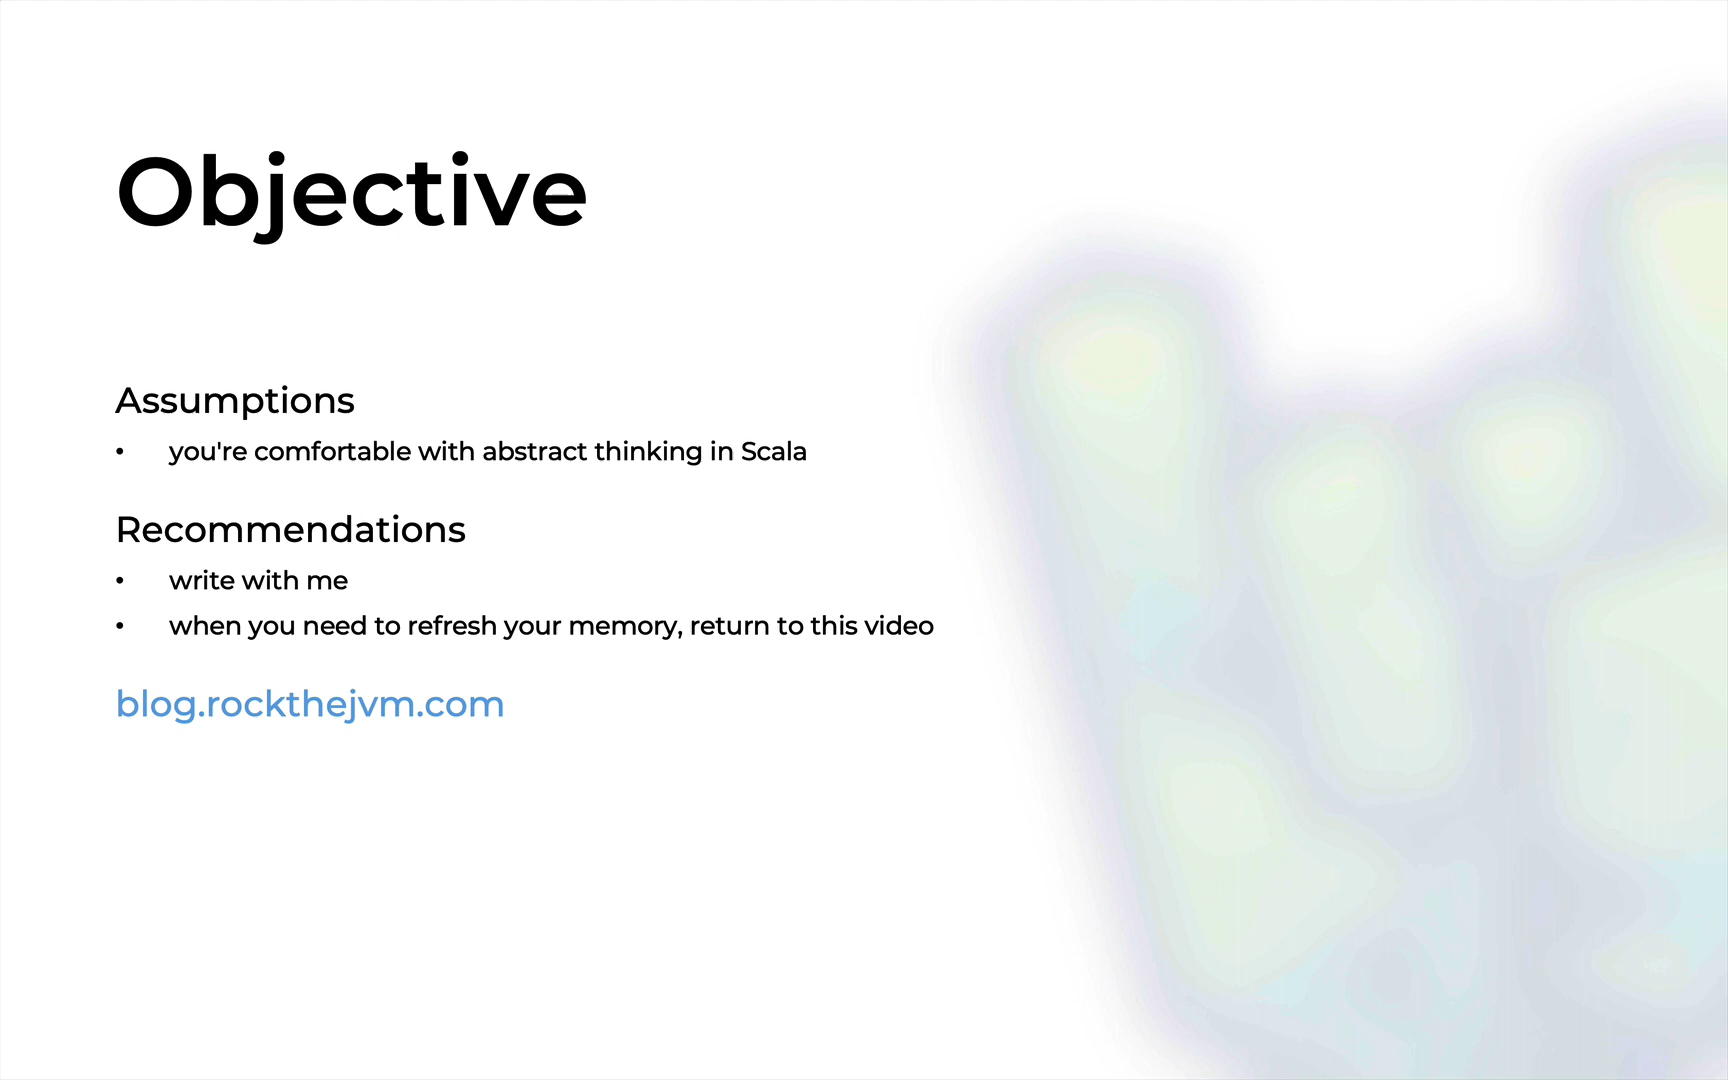 Objective
Assumptions
• you're comfortable with abstract thinking in Scala
Recommendations
• write with me
• when you need to refresh your memory, return to this video
blog.rockthejvm.com